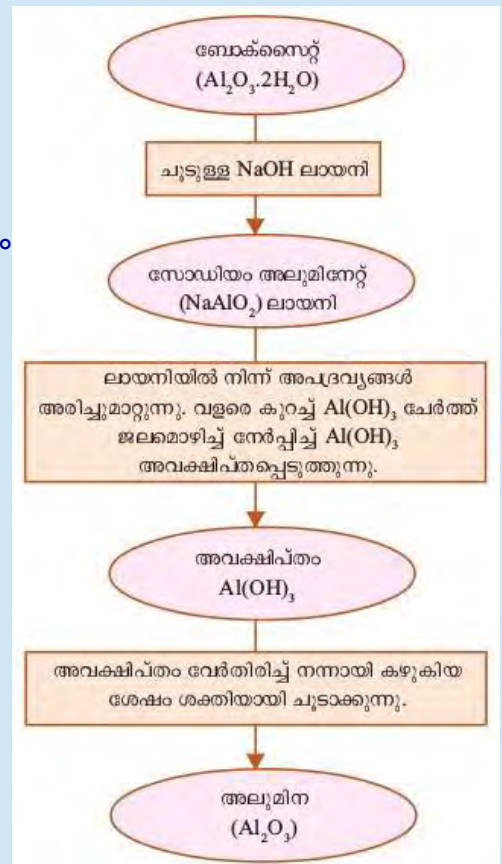 ബോക്സൈറ്റ്
(Al₂O₃.2H₂O)
ചൂടുള്ള NaOH ലായനി
സോഡിയം അലുമിനേറ്റ്
(NaAlO₂) ലായനി
ലായനിയിൽ നിന്ന് അപദ്രവ്യങ്ങൾ
അരിച്ചുമാറ്റുന്നു. വളരെ കുറച്ച് Al(OH)₃ ചേർത്ത്
ജലമൊഴിച്ച് നേർപ്പിച്ച് Al(OH)₃
അവക്ഷിപ്തപ്പെടുത്തുന്നു.
അവക്ഷിപ്തം
Al(OH)₃
അവക്ഷിപ്തം വേർതിരിച്ച് നന്നായി കഴുകിയ
ശേഷം ശക്തിയായി ചൂടാക്കുന്നു.
അലുമിന
(Al₂O₃)